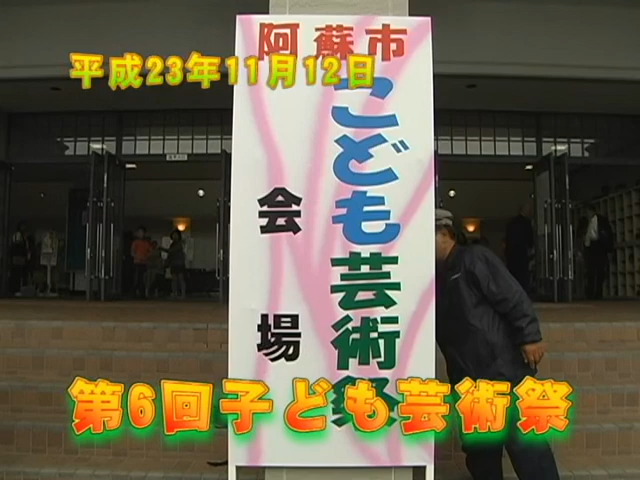 阿蘇市
平成23年11月12日
こども芸術祭
会場
第6回子ども芸術祭